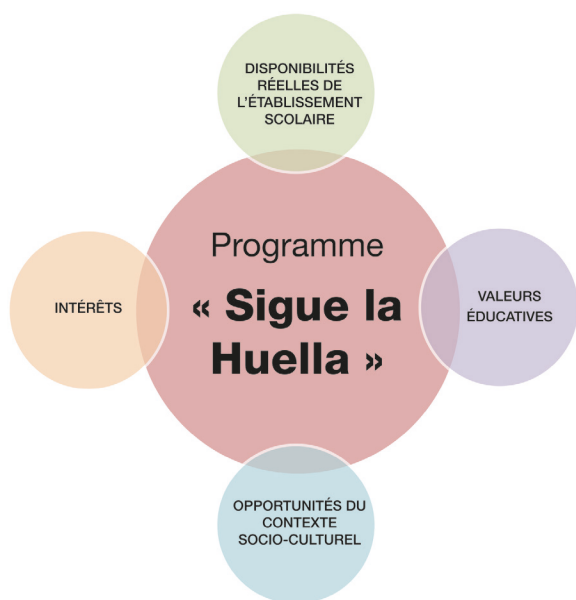 DISPONIBILITÉS
RÉELLES DE
L'ÉTABLISSEMENT
SCOLAIRE
Programme
« Sigue la
Huella »
INTÉRÊTS
VALEURS
ÉDUCATIVES
OPPORTUNITÉS DU
CONTEXTE
SOCIO-CULTUREL